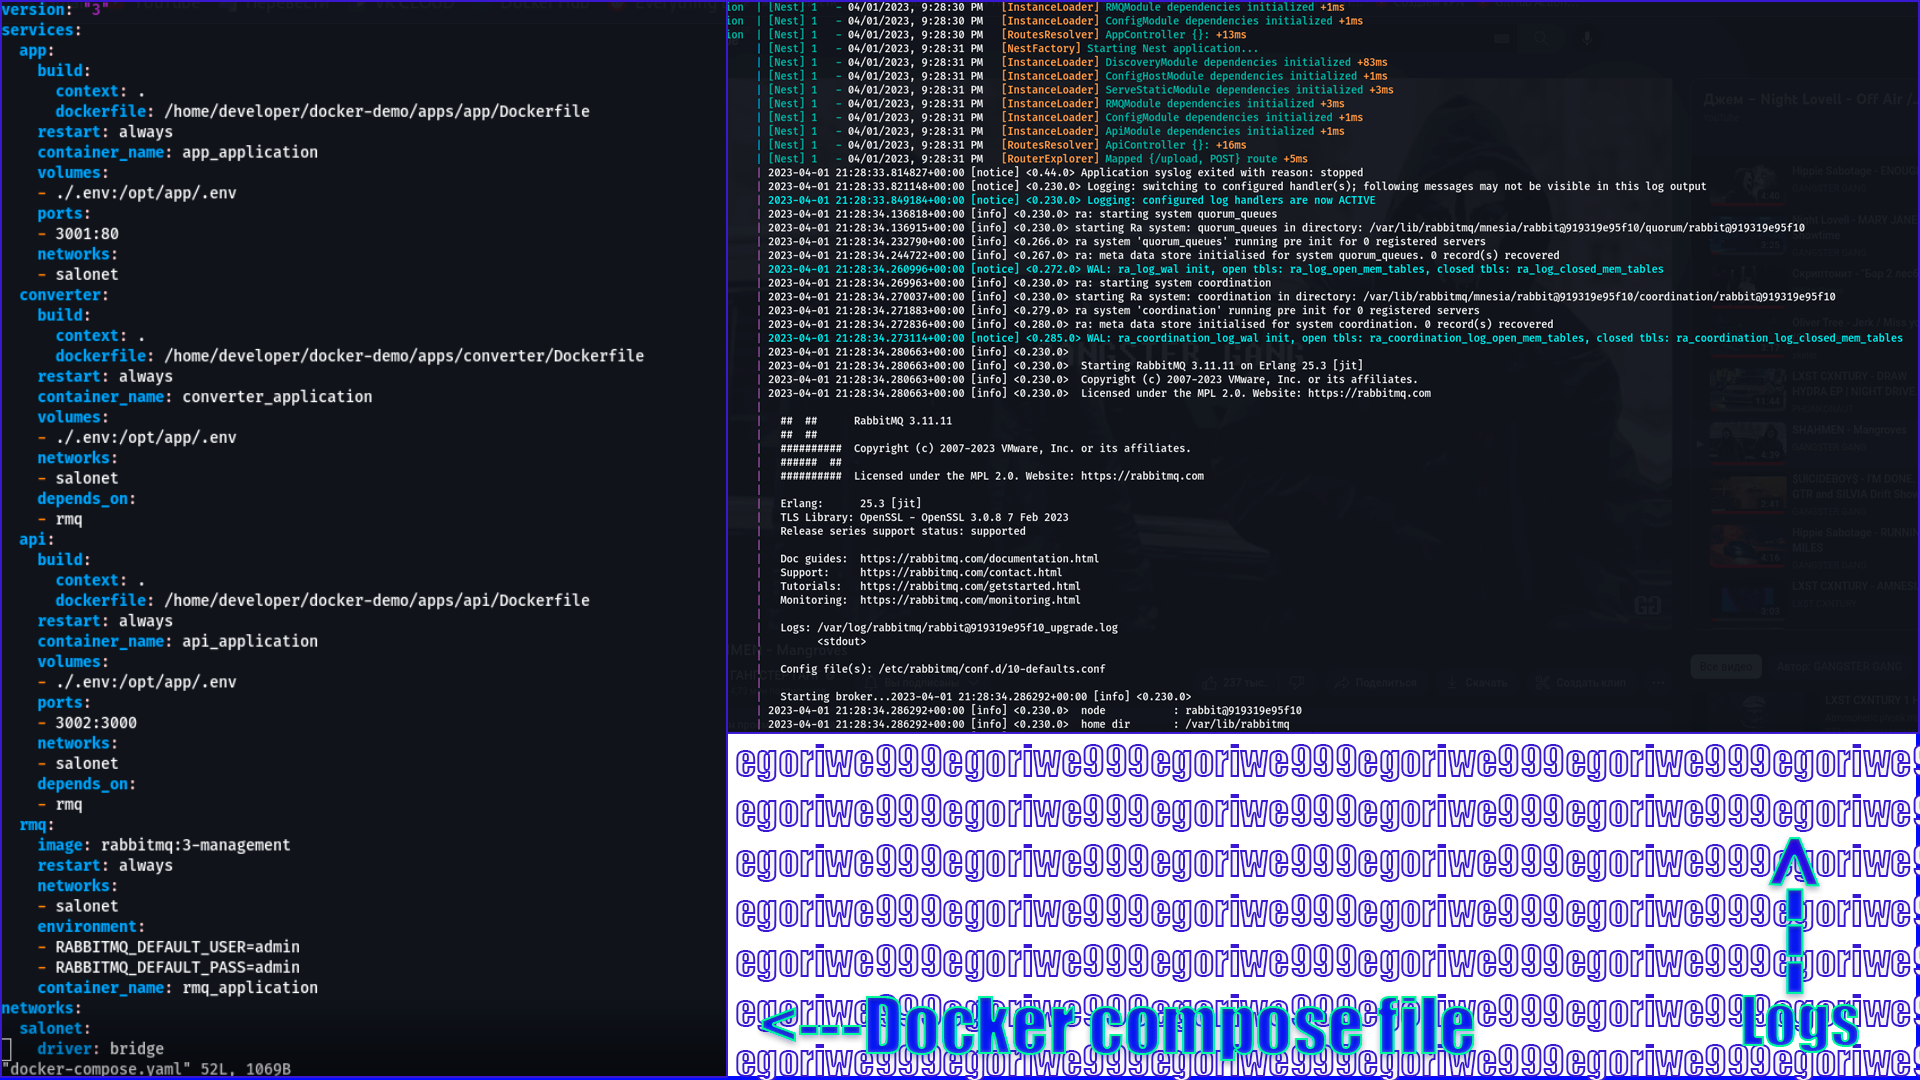 version: "3"
services:
  app:
    build:
      context: .
      dockerfile: /home/developer/docker-demo/apps/app/Dockerfile
    restart: always
    container_name: app_application
    volumes:
    - ./.env:/opt/app/.env
    ports:
    - 3001:80
    networks:
    - salonet
  converter:
    build:
      context: .
      dockerfile: /home/developer/docker-demo/apps/converter/Dockerfile
    restart: always
    container_name: converter_application
    volumes:
    - ./.env:/opt/app/.env
    networks:
    - salonet
    depends_on:
    - rmq
  api:
    build:
      context: .
      dockerfile: /home/developer/docker-demo/apps/api/Dockerfile
    restart: always
    container_name: api_application
    volumes:
    - ./.env:/opt/app/.env
    ports:
    - 3002:3000
    networks:
    - salonet
    depends_on:
    - rmq
  rmq:
    image: rabbitmq:3-management
    restart: always
    networks:
    - salonet
    environment:
    - RABBITMQ_DEFAULT_USER=admin
    - RABBITMQ_DEFAULT_PASS=admin
    container_name: rmq_application
networks:
  salonet:
    driver: bridge
"docker-compose.yaml" 52L, 1069B
ion | [Nest] 1 - 04/01/2023, 9:28:30 PM [InstanceLoader] RMQModule dependencies initialized +1ms
ion | [Nest] 1 - 04/01/2023, 9:28:30 PM [InstanceLoader] ConfigModule dependencies initialized +1ms
ion | [Nest] 1 - 04/01/2023, 9:28:30 PM [RoutesResolver] AppController {}: +13ms
| [Nest] 1 - 04/01/2023, 9:28:31 PM [NestFactory] Starting Nest application...
| [Nest] 1 - 04/01/2023, 9:28:31 PM [InstanceLoader] DiscoveryModule dependencies initialized +83ms
| [Nest] 1 - 04/01/2023, 9:28:31 PM [InstanceLoader] ConfigHostModule dependencies initialized +1ms
| [Nest] 1 - 04/01/2023, 9:28:31 PM [InstanceLoader] ServeStaticModule dependencies initialized +3ms
| [Nest] 1 - 04/01/2023, 9:28:31 PM [InstanceLoader] RMQModule dependencies initialized +3ms
| [Nest] 1 - 04/01/2023, 9:28:31 PM [InstanceLoader] ConfigModule dependencies initialized +1ms
| [Nest] 1 - 04/01/2023, 9:28:31 PM [InstanceLoader] ApiModule dependencies initialized +1ms
| [Nest] 1 - 04/01/2023, 9:28:31 PM [RoutesResolver] ApiController {}: +16ms
| [Nest] 1 - 04/01/2023, 9:28:31 PM [RouterExplorer] Mapped {/upload, POST} route +5ms
| 2023-04-01 21:28:33.814827+00:00 [notice] <0.44.0> Application syslog exited with reason: stopped
| 2023-04-01 21:28:33.821148+00:00 [notice] <0.230.0> Logging: switching to configured handler(s); following messages may not be visible in this log output
| 2023-04-01 21:28:33.849184+00:00 [notice] <0.230.0> Logging: configured log handlers are now ACTIVE
| 2023-04-01 21:28:34.136818+00:00 [info] <0.230.0> ra: starting system quorum_queues
| 2023-04-01 21:28:34.136915+00:00 [info] <0.230.0> starting Ra system: quorum_queues in directory: /var/lib/rabbitmq/mnesia/rabbit@919319e95f10/quorum/rabbit@919319e95f10
| 2023-04-01 21:28:34.232790+00:00 [info] <0.266.0> ra system 'quorum_queues' running pre init for 0 registered servers
| 2023-04-01 21:28:34.244722+00:00 [info] <0.267.0> ra: meta data store initialised for system quorum_queues. 0 record(s) recovered
| 2023-04-01 21:28:34.260996+00:00 [notice] <0.272.0> WAL: ra_log_wal init, open tbls: ra_log_open_mem_tables, closed tbls: ra_log_closed_mem_tables
| 2023-04-01 21:28:34.269963+00:00 [info] <0.230.0> ra: starting system coordination
| 2023-04-01 21:28:34.270037+00:00 [info] <0.230.0> starting Ra system: coordination in directory: /var/lib/rabbitmq/mnesia/rabbit@919319e95f10/coordination/rabbit@919319e95f10
| 2023-04-01 21:28:34.271883+00:00 [info] <0.279.0> ra system 'coordination' running pre init for 0 registered servers
| 2023-04-01 21:28:34.272836+00:00 [info] <0.280.0> ra: meta data store initialised for system coordination. 0 record(s) recovered
| 2023-04-01 21:28:34.273114+00:00 [notice] <0.285.0> WAL: ra_coordination_log_wal init, open tbls: ra_coordination_log_open_mem_tables, closed tbls: ra_coordination_log_closed_mem_tables
| 2023-04-01 21:28:34.280663+00:00 [info] <0.230.0>
| 2023-04-01 21:28:34.280663+00:00 [info] <0.230.0> Starting RabbitMQ 3.11.11 on Erlang 25.3 [jit]
| 2023-04-01 21:28:34.280663+00:00 [info] <0.230.0> Copyright (c) 2007-2023 VMware, Inc. or its affiliates.
| 2023-04-01 21:28:34.280663+00:00 [info] <0.230.0> Licensed under the MPL 2.0. Website: https://rabbitmq.com
| ##  ##      RabbitMQ 3.11.11
| ##  ##
| ##########  Copyright (c) 2007-2023 VMware, Inc. or its affiliates.
| ######  ##
| ##########  Licensed under the MPL 2.0. Website: https://rabbitmq.com
| Erlang:      25.3 [jit]
| TLS Library: OpenSSL - OpenSSL 3.0.8 7 Feb 2023
| Release series support status: supported
| Doc guides:  https://rabbitmq.com/documentation.html
| Support:     https://rabbitmq.com/contact.html
| Tutorials:   https://rabbitmq.com/getstarted.html
| Monitoring:  https://rabbitmq.com/monitoring.html
| Logs: /var/log/rabbitmq/rabbit@919319e95f10_upgrade.log
|       <stdout>
| Config file(s): /etc/rabbitmq/conf.d/10-defaults.conf
| Starting broker...2023-04-01 21:28:34.286292+00:00 [info] <0.230.0>
| 2023-04-01 21:28:34.286292+00:00 [info] <0.230.0> node : rabbit@919319e95f10
| 2023-04-01 21:28:34.286292+00:00 [info] <0.230.0> home dir : /var/lib/rabbitmq
egoriwe999egoriwe999egoriwe999egoriwe999egoriwe999egoriwe9
egoriwe999egoriwe999egoriwe999egoriwe999egoriwe999egoriwe9
egoriwe999egoriwe999egoriwe999egoriwe999egoriwe999egoriwe9
egoriwe999egoriwe999egoriwe999egoriwe999egoriwe999egoriwe9
egoriwe999egoriwe999egoriwe999egoriwe999egoriwe999egoriwe9
egoriwe999egoriwe999egoriwe999egoriwe999egoriwe999egoriwe9
egoriwe999egoriwe999egoriwe999egoriwe999egoriwe999egoriwe9
<---Docker compose file
Logs